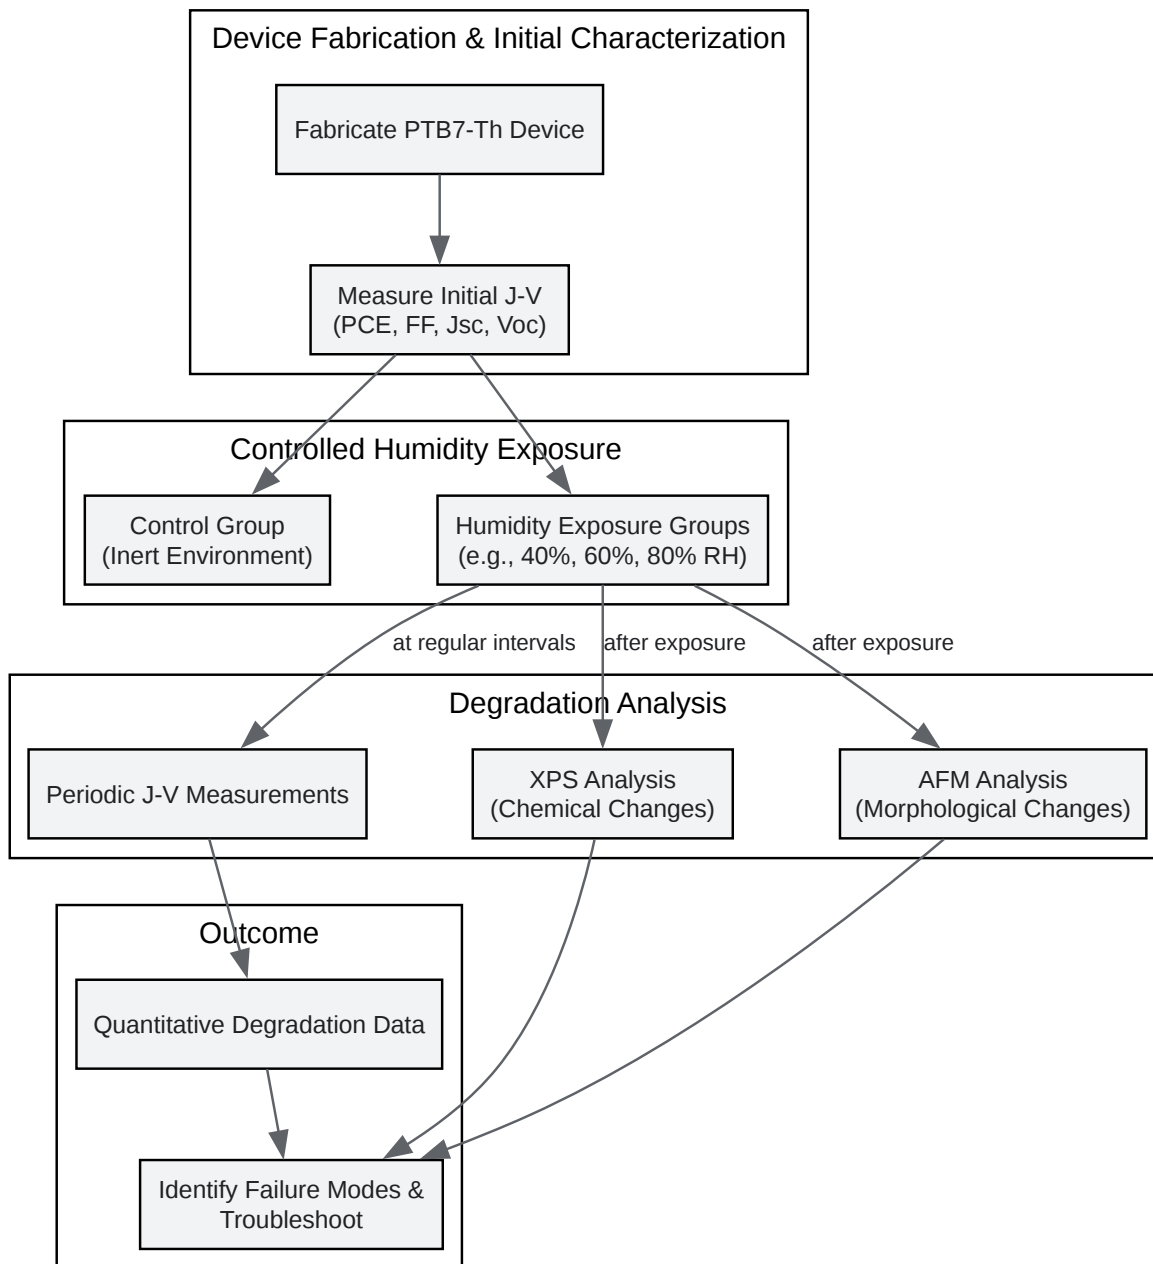 Device Fabrication & Initial Characterization
Fabricate PTB7-Th Device
Measure Initial J-V
(PCE, FF, Jsc, Voc)
Controlled Humidity Exposure
Control Group
(Inert Environment)
Humidity Exposure Groups
(e.g., 40%, 60%, 80% RH)
at regular intervals
after exposure
after exposure
Degradation Analysis
Periodic J-V Measurements
XPS Analysis
(Chemical Changes)
AFM Analysis
(Morphological Changes)
Outcome
Quantitative Degradation Data
Identify Failure Modes &
Troubleshoot